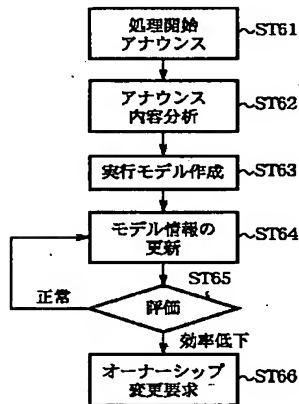 処理開始
アナウンス
ST61
アナウンス
内容分析
ST62
実行モデル作成
ST63
モデル情報の
更新
ST64
ST65
正常
評価
効率低下
オーナーシップ
変更要求
ST66